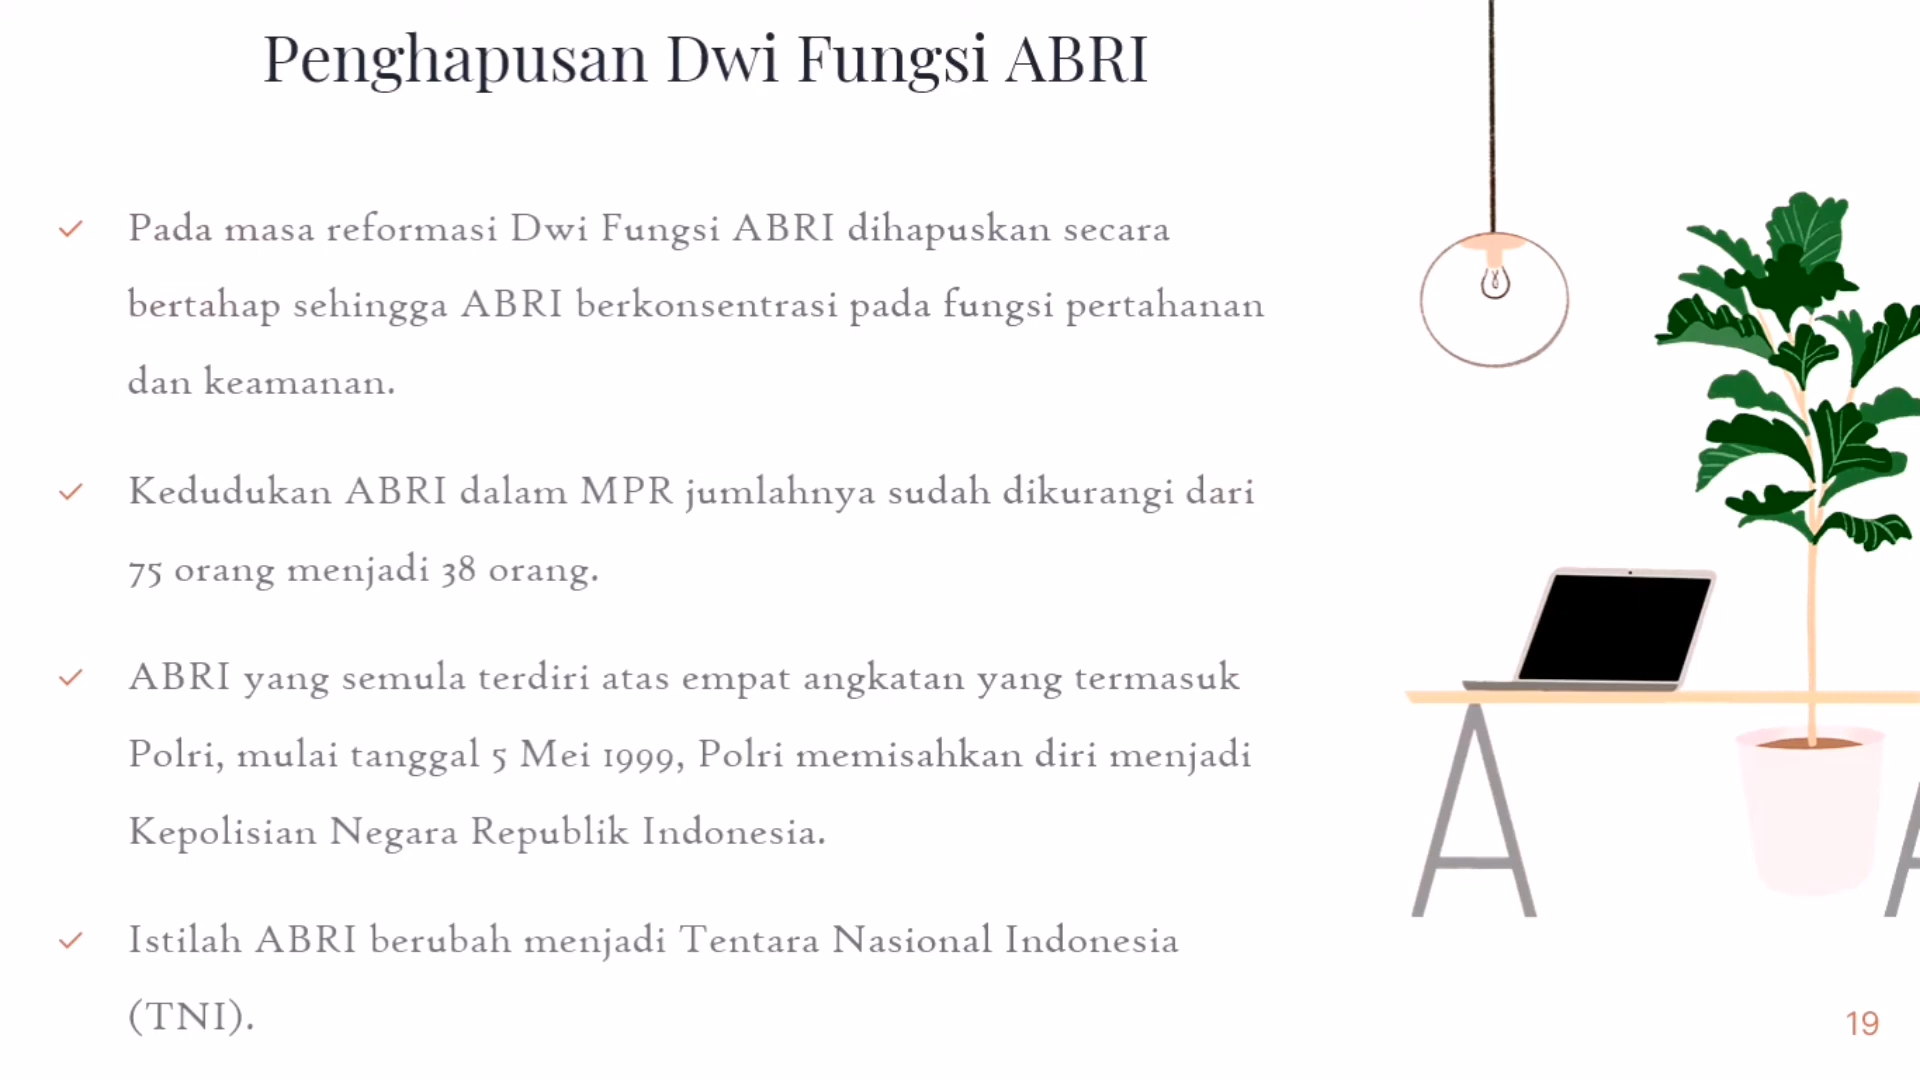 Penghapusan Dwi Fungsi ABRI
Pada masa reformasi Dwi Fungsi ABRI dihapuskan secara
bertahap sehingga ABRI berkonsentrasi pada fungsi pertahanan
dan keamanan.
Kedudukan ABRI dalam MPR jumlahnya sudah dikurangi dari
75 orang menjadi 38 orang.
ABRI yang semula terdiri atas empat angkatan yang termasuk
Polri, mulai tanggal 5 Mei 1999, Polri memisahkan diri menjadi
Kepolisian Negara Republik Indonesia.
Istilah ABRI berubah menjadi Tentara Nasional Indonesia
(TNI).
19